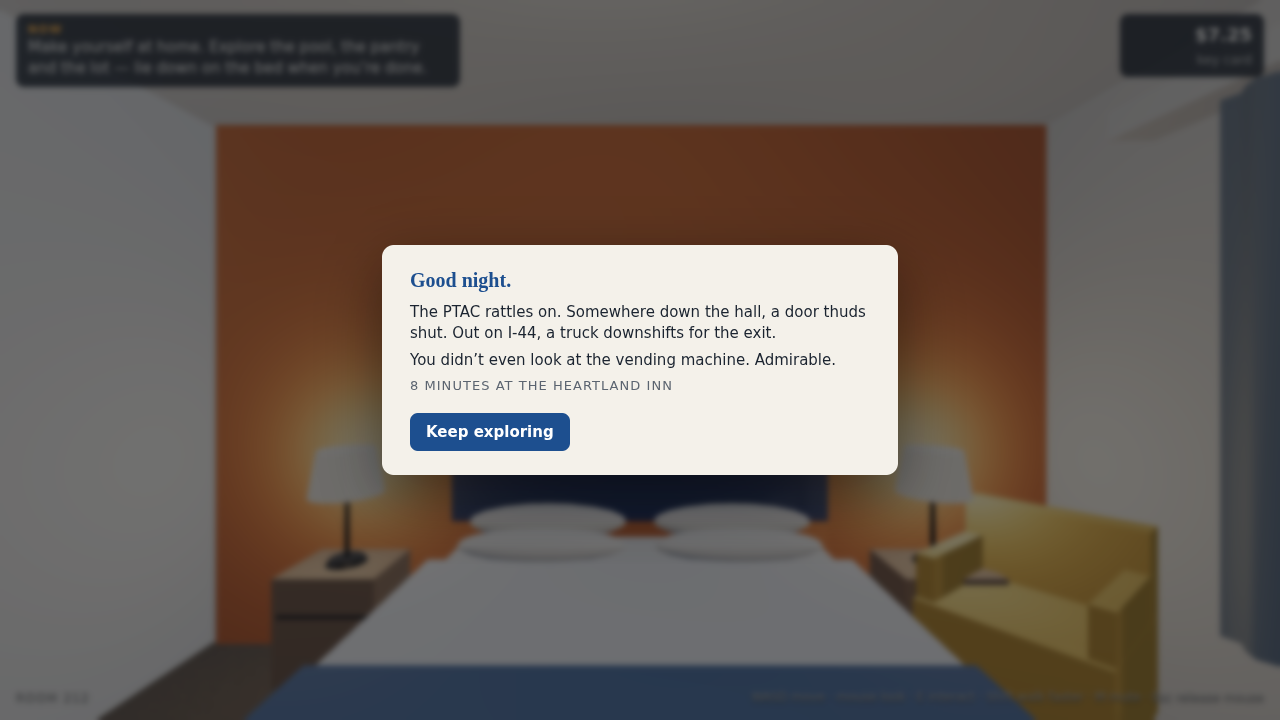 NOW
Make yourself at home. Explore the pool, the pantry
and the lot — lie down on the bed when you're done.
$7.25
key card
Good night.
The PTAC rattles on. Somewhere down the hall, a door thuds
shut. Out on I-44, a truck downshifts for the exit.
You didn’t even look at the vending machine. Admirable.
8 MINUTES AT THE HEARTLAND INN
Keep exploring